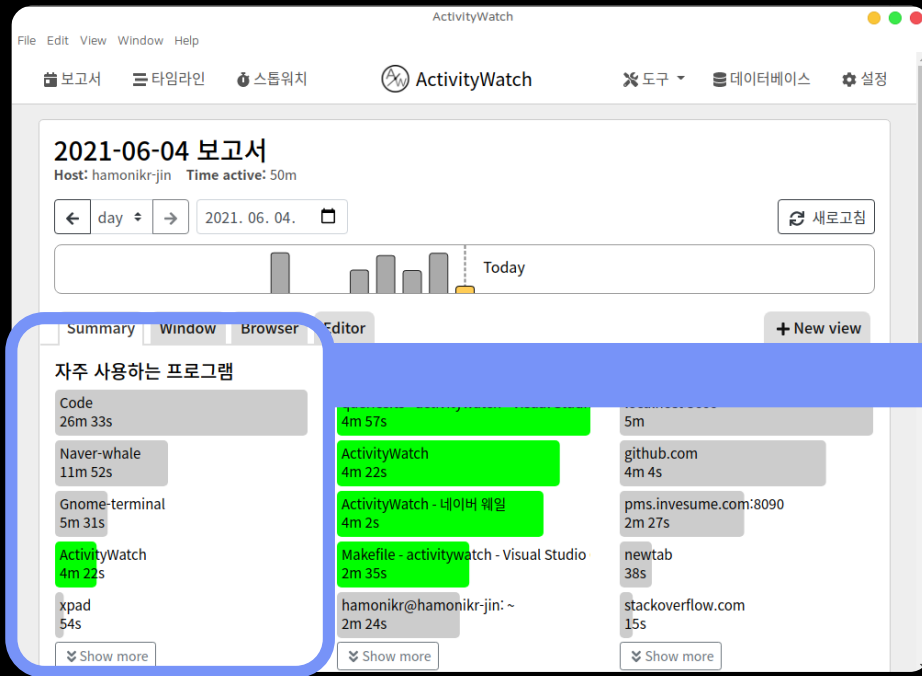 ActivityWatch
File Edit View Window Help
보고서 타임라인 스톱워치 ActivityWatch 도구 데이터베이스 설정
2021-06-04 보고서
Host: hamonikr-jin Time active: 50m
day 2021. 06. 04. 새로고침
Today
Summary Window Browser Editor New view
자주 사용하는 프로그램
Code
26m 33s
4m 57s
5m
Naver-whale
11m 52s
ActivityWatch
4m 22s
github.com
4m 4s
Gnome-terminal
5m 31s
ActivityWatch - 네이버 웨일
4m 2s
pms.invesume.com:8090
2m 27s
ActivityWatch
4m 22s
Makefile - activitywatch - Visual Studio
2m 35s
newtab
38s
xpad
54s
hamonikr@hamonikr-jin: ~
2m 24s
stackoverflow.com
15s
Show more
Show more
Show more